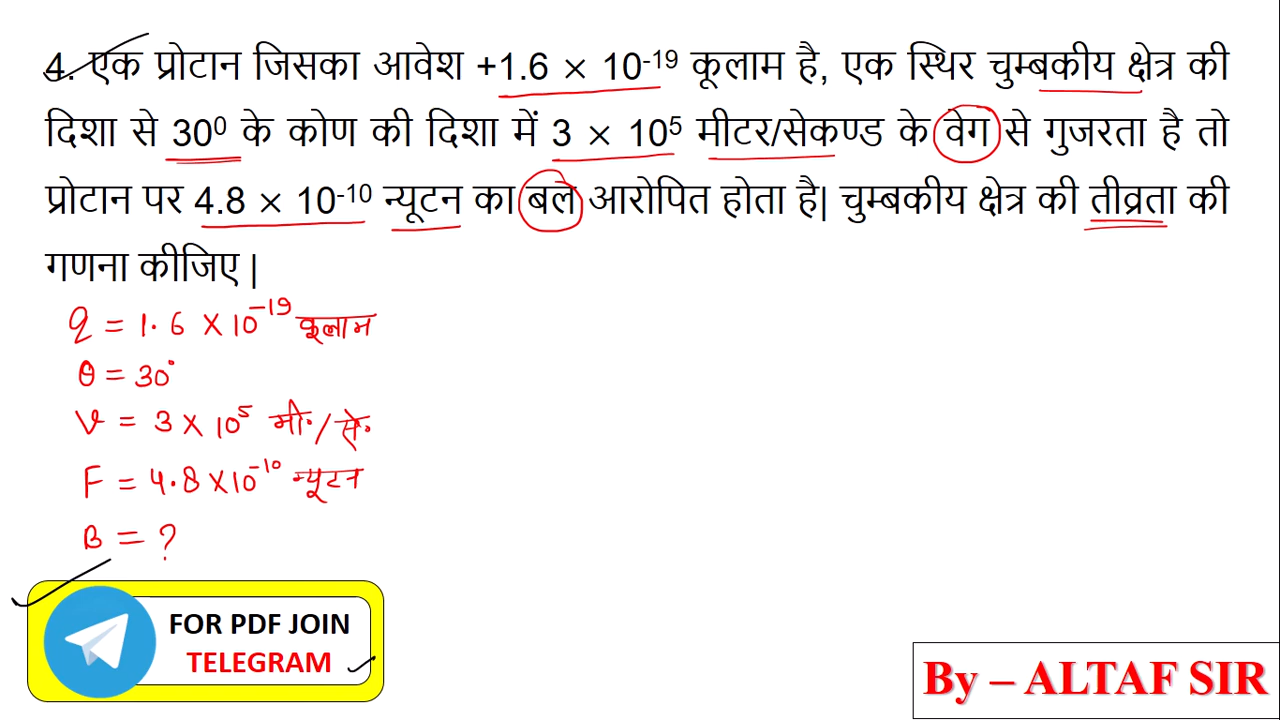 4. एक प्रोटान जिसका आवेश +1.6 × 10⁻¹⁹ कूलाम है, एक स्थिर चुम्बकीय क्षेत्र की
दिशा से 30⁰ के कोण की दिशा में 3 × 10⁵ मीटर/सेकण्ड के वेग से गुजरता है तो
प्रोटान पर 4.8 × 10⁻¹⁰ न्यूटन का बल आरोपित होता है| चुम्बकीय क्षेत्र की तीव्रता की
गणना कीजिए |
q = 1.6 × 10⁻¹⁹ कूलाम
θ = 30°
v = 3 × 10⁵ मी॰/से॰
F = 4.8 × 10⁻¹⁰ न्यूटन
B = ?
FOR PDF JOIN
TELEGRAM
By – ALTAF SIR